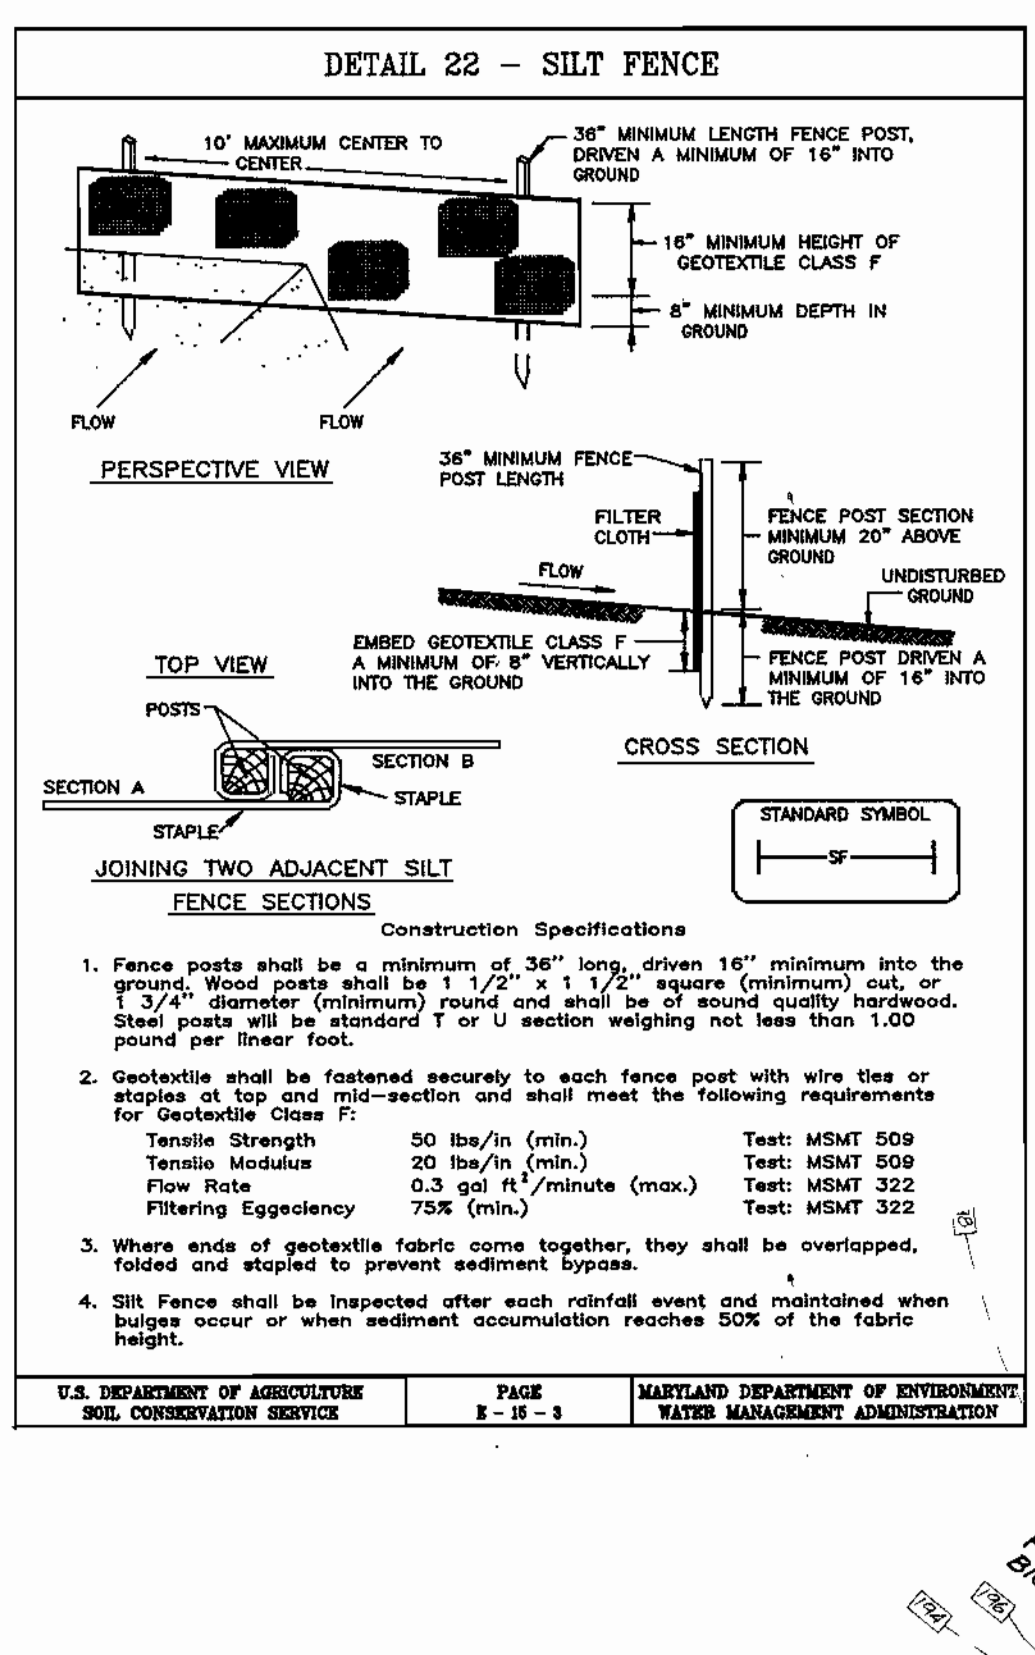 DETAIL 22 - SILT FENCE
10' MAXIMUM CENTER TO
CENTER
36" MINIMUM LENGTH FENCE POST,
DRIVEN A MINIMUM OF 16" INTO
GROUND
16" MINIMUM HEIGHT OF
GEOTEXTILE CLASS F
8" MINIMUM DEPTH IN
GROUND
FLOW
FLOW
PERSPECTIVE VIEW
36" MINIMUM FENCE
POST LENGTH
FILTER
CLOTH
FENCE POST SECTION
MINIMUM 20" ABOVE
GROUND
FLOW
UNDISTURBED
GROUND
EMBED GEOTEXTILE CLASS F
A MINIMUM OF 8" VERTICALLY
INTO THE GROUND
FENCE POST DRIVEN A
MINIMUM OF 16" INTO
THE GROUND
CROSS SECTION
TOP VIEW
POSTS
SECTION B
SECTION A
STAPLE
STAPLE
JOINING TWO ADJACENT SILT
FENCE SECTIONS
STANDARD SYMBOL
SF
Construction Specifications
1. Fence posts shall be a minimum of 36" long, driven 16" minimum into the
ground. Wood posts shall be 1 1/2" x 1 1/2" square (minimum) cut, or
1 3/4" diameter (minimum) round and shall be of sound quality hardwood.
Steel posts will be standard T or U section weighing not less than 1.00
pound per linear foot.
2. Geotextile shall be fastened securely to each fence post with wire ties or
staples at top and mid-section and shall meet the following requirements
for Geotextile Class F:
Tensile Strength 50 lbs/in (min.) Test: MSMT 509
Tensile Modulus 20 lbs/in (min.) Test: MSMT 509
Flow Rate 0.3 gal ft²/minute (max.) Test: MSMT 322
Filtering Eggeciency 75% (min.) Test: MSMT 322
3. Where ends of geotextile fabric come together, they shall be overlapped,
folded and stapled to prevent sediment bypass.
4. Silt Fence shall be inspected after each rainfall event and maintained when
bulges occur or when sediment accumulation reaches 50% of the fabric
height.
U.S. DEPARTMENT OF AGRICULTURE
SOIL CONSERVATION SERVICE
PAGE
E - 15 - 3
MARYLAND DEPARTMENT OF ENVIRONMENT
WATER MANAGEMENT ADMINISTRATION
194
196